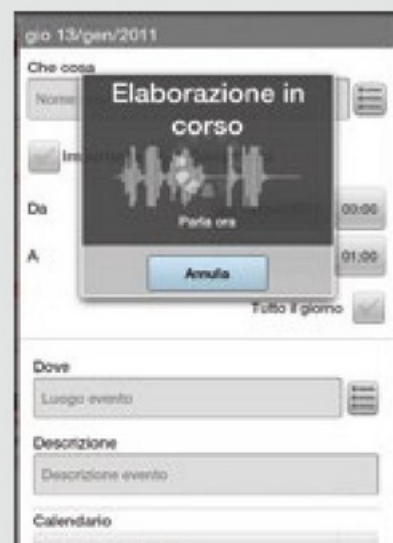 gio 13/gen/2011
Che cosa
Nome
Elaborazione in
corso
Parla ora
Annulla
Da
00:00
A
01:00
Tutto il giorno
Dove
Luogo evento
Descrizione
Descrizione evento
Calendario